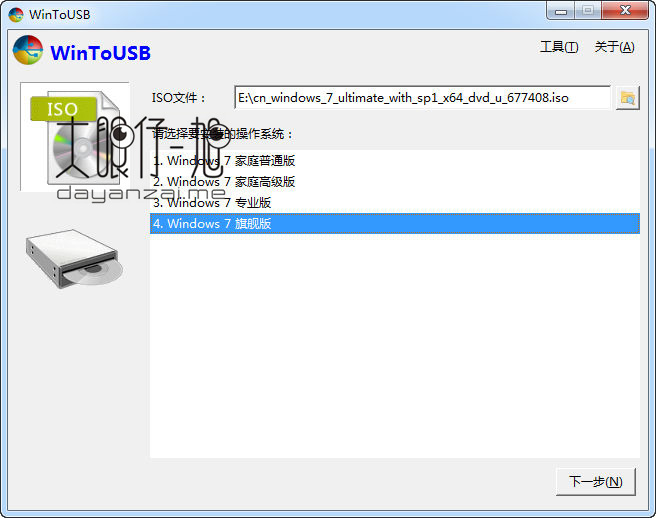 WinToUSB
WinToUSB
工具(T) 关于(A)
ISO
ISO文件： E:\cn_windows_7_ultimate_with_sp1_x64_dvd_u_677408.iso
请选择要安装的操作系统：
大眼仔~旭
dayanzai.me
1. Windows 7 家庭普通版
2. Windows 7 家庭高级版
3. Windows 7 专业版
4. Windows 7 旗舰版
下一步(N)